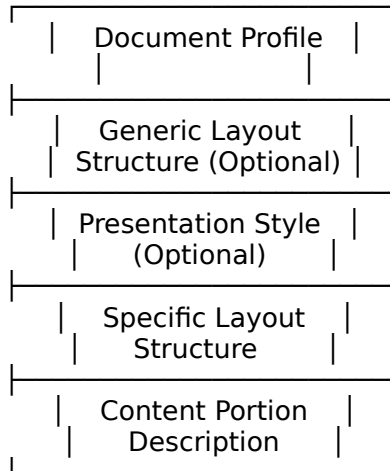 Document Profile
Generic Layout
Structure (Optional)
Presentation Style
(Optional)
Specific Layout
Structure
Content Portion
Description